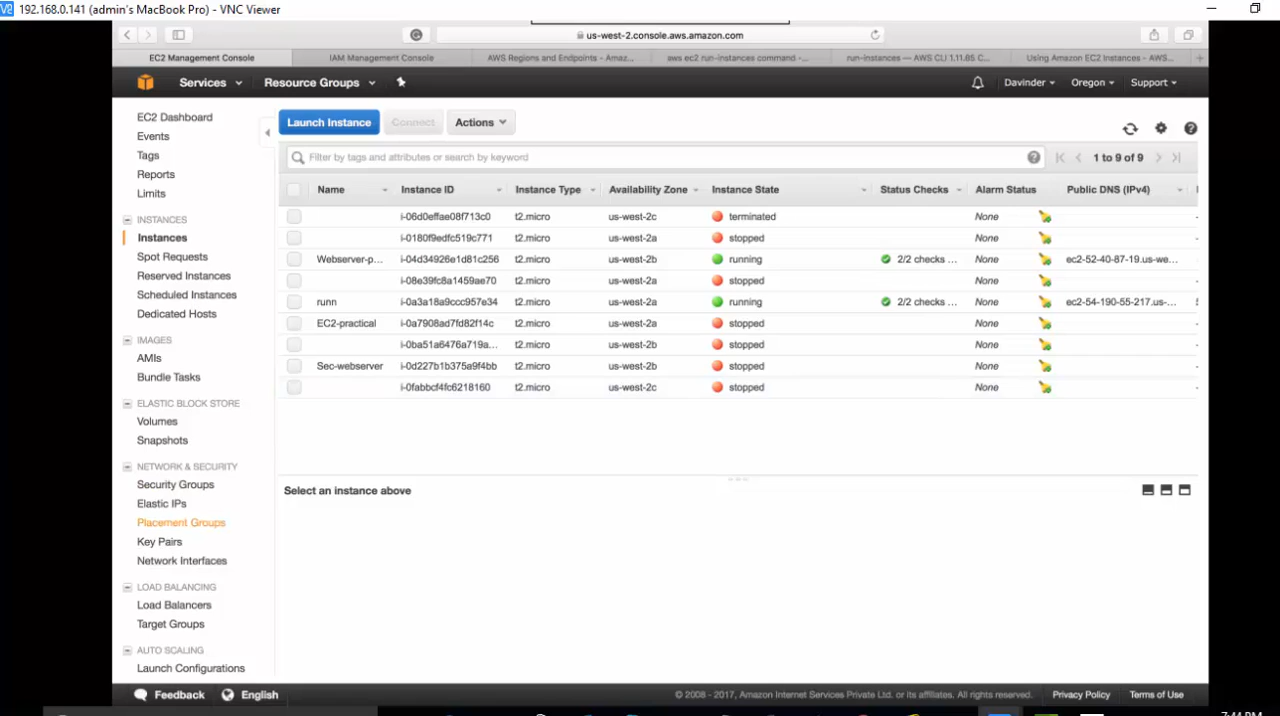 192.168.0.141 (admin's MacBook Pro) - VNC Viewer
us-west-2.console.aws.amazon.com
EC2 Management Console IAM Management Console AWS Regions and Endpoints - Amaz... aws ec2 run-instances command -... run-instances — AWS CLI 1.11.85 C... Using Amazon EC2 Instances - AWS...
Services Resource Groups Davinder Oregon Support
EC2 Dashboard
Events
Tags
Reports
Limits
INSTANCES
Instances
Spot Requests
Reserved Instances
Scheduled Instances
Dedicated Hosts
IMAGES
AMIs
Bundle Tasks
ELASTIC BLOCK STORE
Volumes
Snapshots
NETWORK & SECURITY
Security Groups
Elastic IPs
Placement Groups
Key Pairs
Network Interfaces
LOAD BALANCING
Load Balancers
Target Groups
AUTO SCALING
Launch Configurations
Launch Instance Connect Actions
Filter by tags and attributes or search by keyword 1 to 9 of 9
Name Instance ID Instance Type Availability Zone Instance State Status Checks Alarm Status Public DNS (IPv4)
i-06d0effae08f713c0 t2.micro us-west-2c terminated None
i-0180f9edfc519c771 t2.micro us-west-2a stopped None
Webserver-p... i-04d34926e1d81c256 t2.micro us-west-2b running 2/2 checks ... None ec2-52-40-87-19.us-we...
i-08e39fc8a1459ae70 t2.micro us-west-2a stopped None
runn i-0a3a18a9ccc957e34 t2.micro us-west-2a running 2/2 checks ... None ec2-54-190-55-217.us-...
EC2-practical i-0a7908ad7fd82f14c t2.micro us-west-2a stopped None
i-0ba51a6476a719a... t2.micro us-west-2b stopped None
Sec-webserver i-0d227b1b375a9f4bb t2.micro us-west-2b stopped None
i-0fabbcf4fc6218160 t2.micro us-west-2c stopped None
Select an instance above
Feedback English © 2008 - 2017, Amazon Internet Services Private Ltd. or its affiliates. All rights reserved. Privacy Policy Terms of Use
7:44 PM